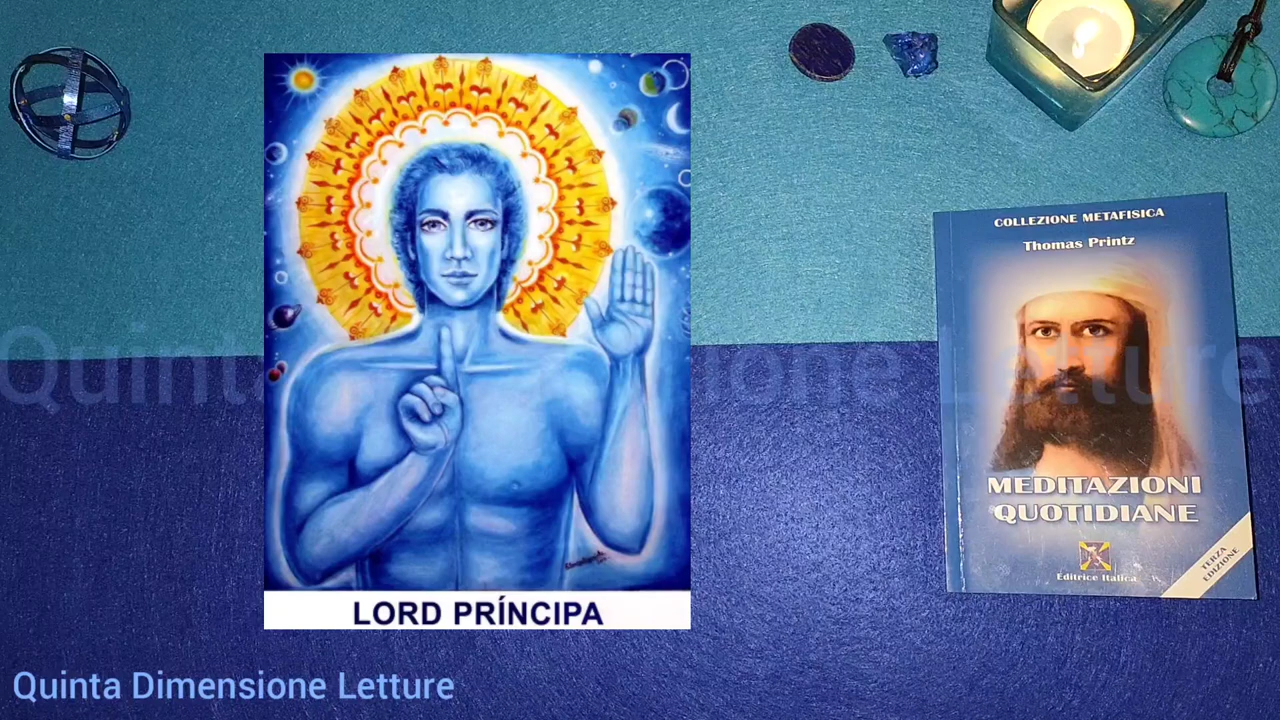 LORD PRÍNCIPA
COLLEZIONE METAFISICA
Thomas Printz
MEDITAZIONI
QUOTIDIANE
TERZA
EDIZIONE
Editrice Italica
Quinta Dimensione Letture
Quinta Dimensione Letture